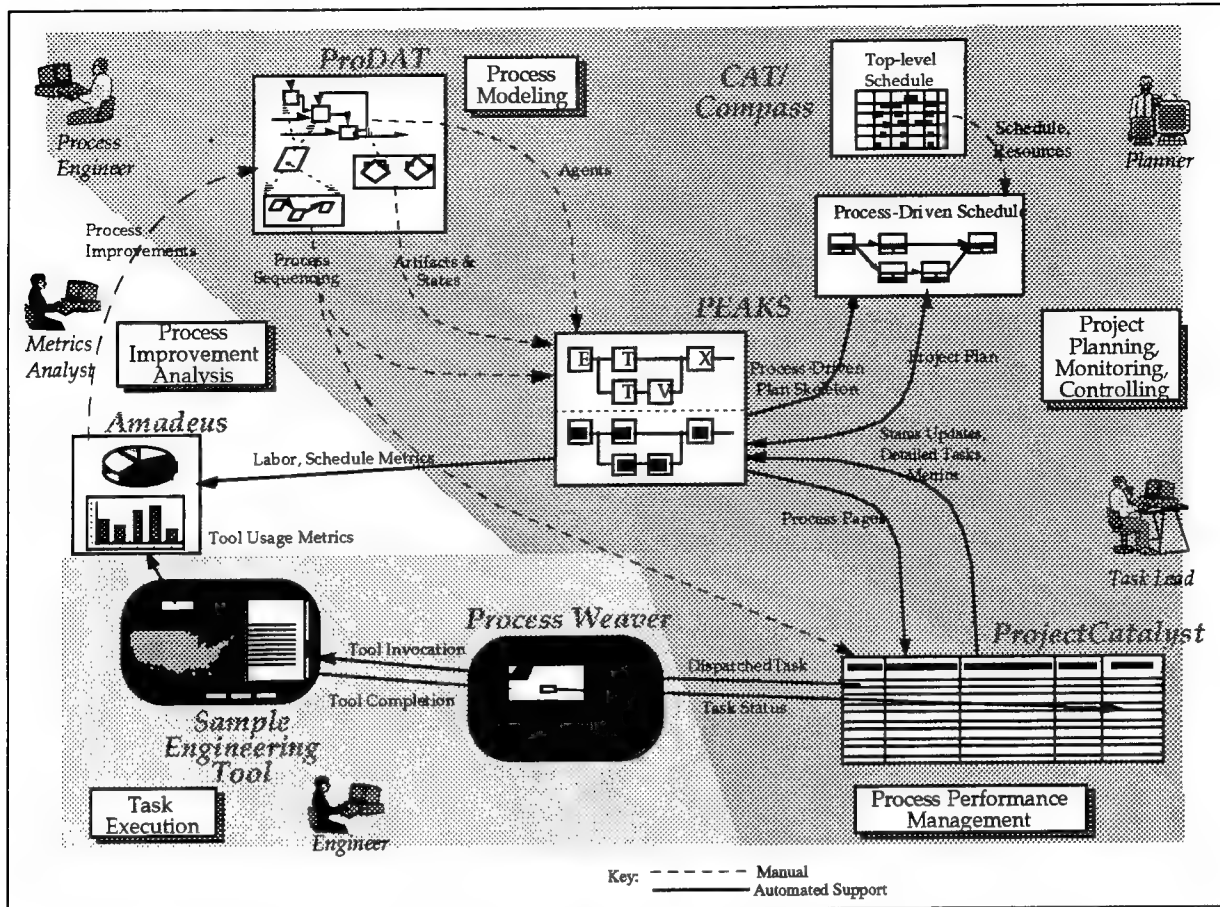 ProDAT
Process
Modeling
CAT/
Compass
Top-level
Schedule
Schedule,
Resources
Process
Engineer
Planner
Agents
Process-Driven Schedule
Process
Improvements
Process
Sequencing
Artifacts &
States
PEAKS
Metrics
Analyst
Process
Improvement
Analysis
E T X
T V
Process-Driven
Plan Skeleton
Project Plan
Project
Planning,
Monitoring,
Controlling
Amadeus
Labor, Schedule Metrics
Status Updates,
Detailed Tasks,
Metrics
Process Pages
Tool Usage Metrics
Task Lead
Process Weaver
ProjectCatalyst
Tool Invocation
Tool Completion
Dispatched Task
Task Status
Sample
Engineering
Tool
Task
Execution
Engineer
Process Performance
Management
Key: Manual
Automated Support